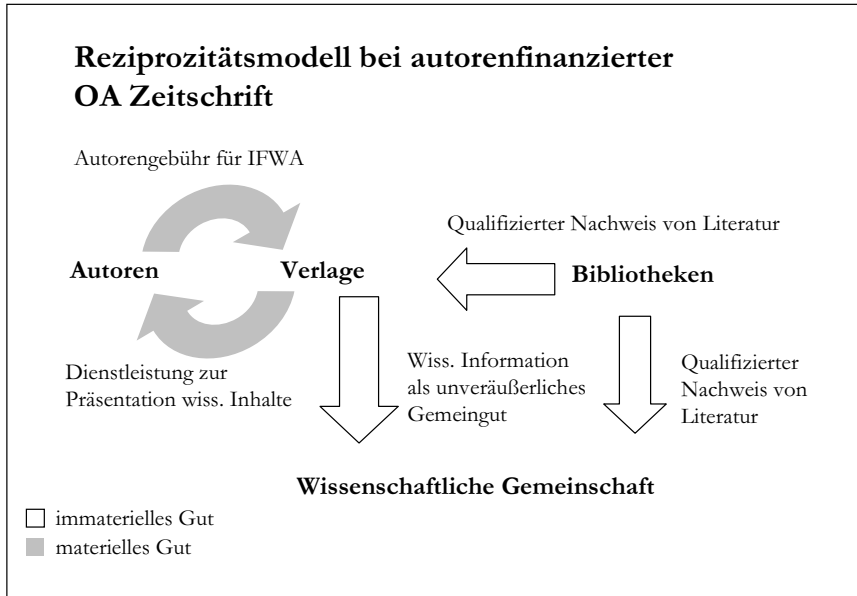 Reziprozitätsmodell bei autorenfinanzierter
OA Zeitschrift
Autorengebühr für IFWA
Qualifizierter Nachweis von Literatur
Autoren
Verlage
Bibliotheken
Dienstleistung zur
Präsentation wiss. Inhalte
Wiss. Information
als unveräußerliches
Gemeingut
Qualifizierter
Nachweis von
Literatur
Wissenschaftliche Gemeinschaft
immaterielles Gut
materielles Gut